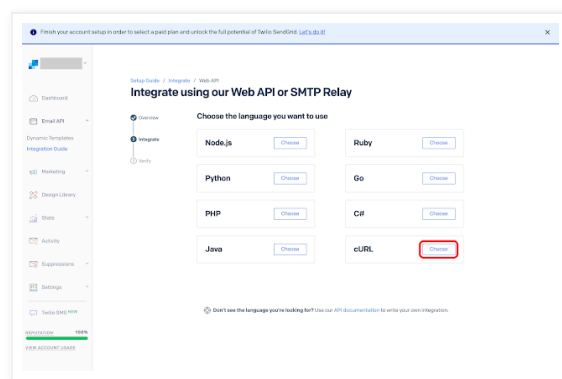 Finish your account setup in order to select a paid plan and unlock the full potential of Twilio SendGrid. Let's do it!
Setup Guide / Integrate / Web API
Integrate using our Web API or SMTP Relay
Dashboard
Email API
Dynamic Templates
Integration Guide
Marketing
Design Library
Stats
Activity
Suppressions
Settings
Twilio SMS NEW
REPUTATION 100%
VIEW ACCOUNT USAGE
Overview
Integrate
Verify
Choose the language you want to use
Node.js Choose
Ruby Choose
Python Choose
Go Choose
PHP Choose
C# Choose
Java Choose
cURL Choose
Don't see the language you're looking for? Use our API documentation to write your own integration.